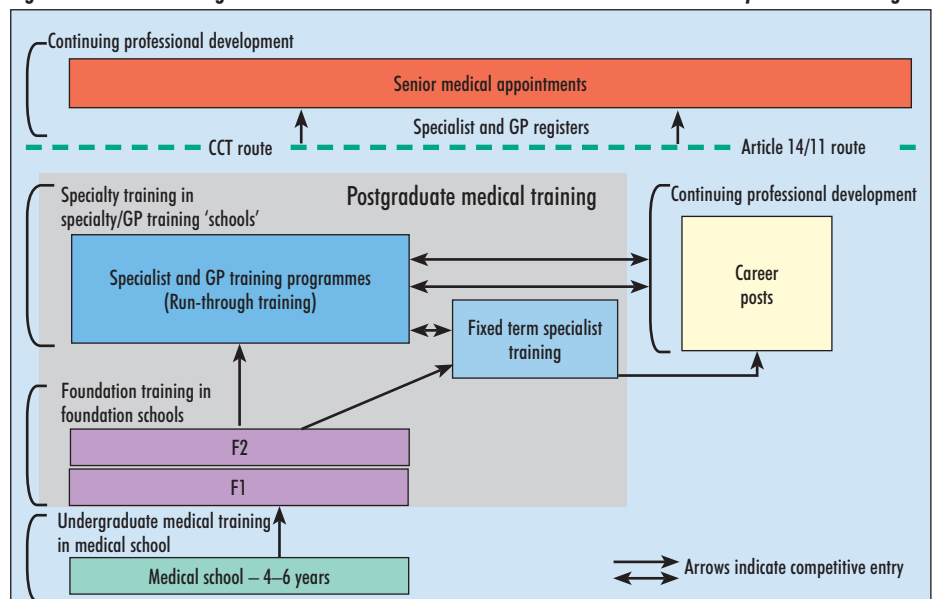 Continuing professional development
Senior medical appointments
Specialist and GP registers
CCT route
Article 14/11 route
Specialty training in
specialty/GP training ‘schools’
Postgraduate medical training
Continuing professional development
Specialist and GP training programmes
(Run-through training)
Career
posts
Fixed term specialist
training
Foundation training in
foundation schools
F2
F1
Undergraduate medical training
in medical school
Medical school – 4–6 years
Arrows indicate competitive entry